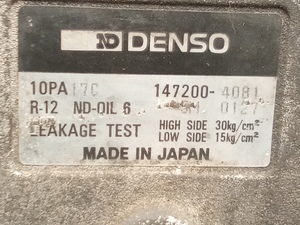 ND DENSO
10PA17C 147200-4081
R-12 ND-OIL 6
LEAKAGE TEST HIGH SIDE 30kg/cm²
LOW SIDE 15kg/cm²
MADE IN JAPAN